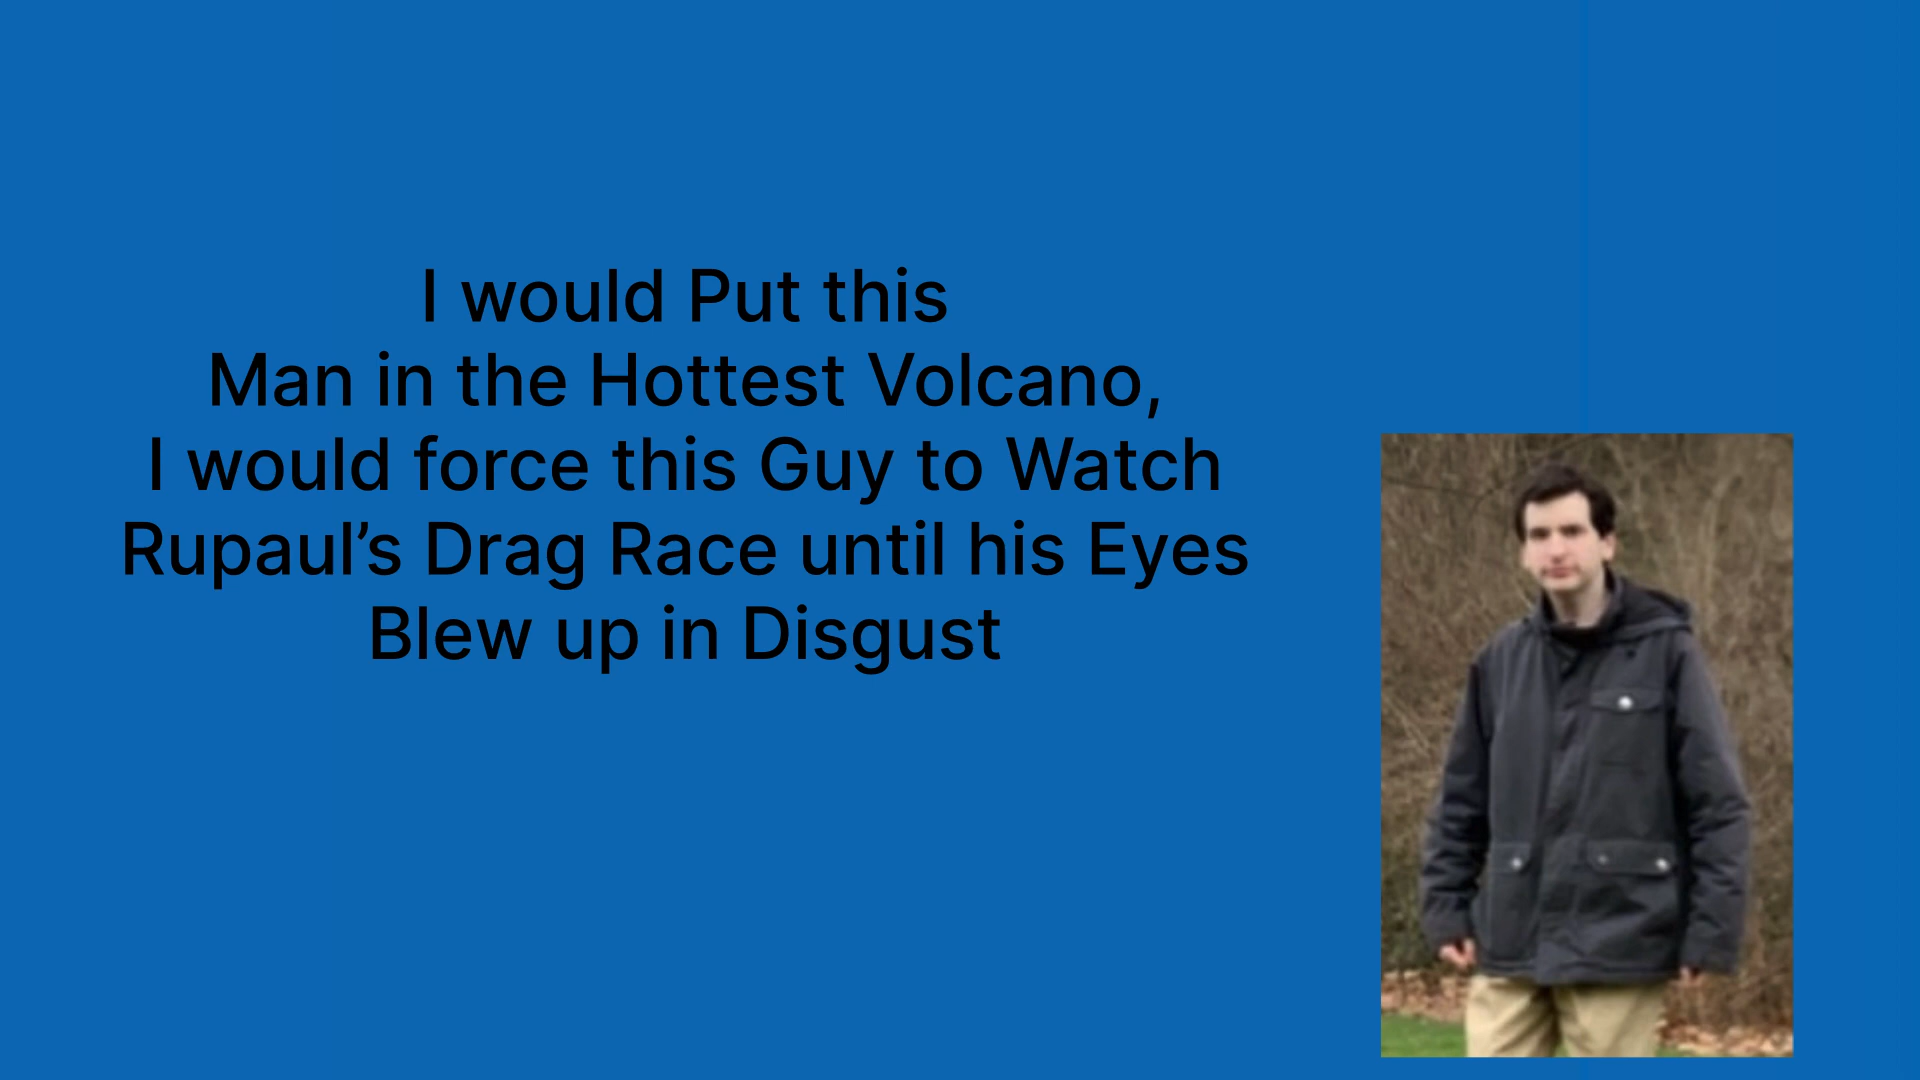 I would Put this
Man in the Hottest Volcano,
I would force this Guy to Watch
Rupaul’s Drag Race until his Eyes
Blew up in Disgust